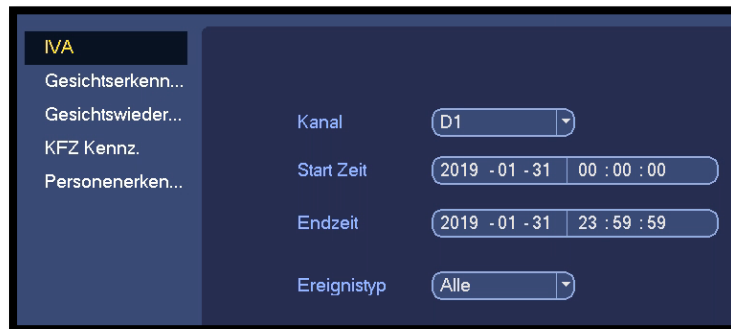 IVA
Gesichtserkenn...
Gesichtswieder...
KFZ Kennz.
Personenerken...
Kanal D1
Start Zeit 2019 - 01 - 31 00 : 00 : 00
Endzeit 2019 - 01 - 31 23 : 59 : 59
Ereignistyp Alle